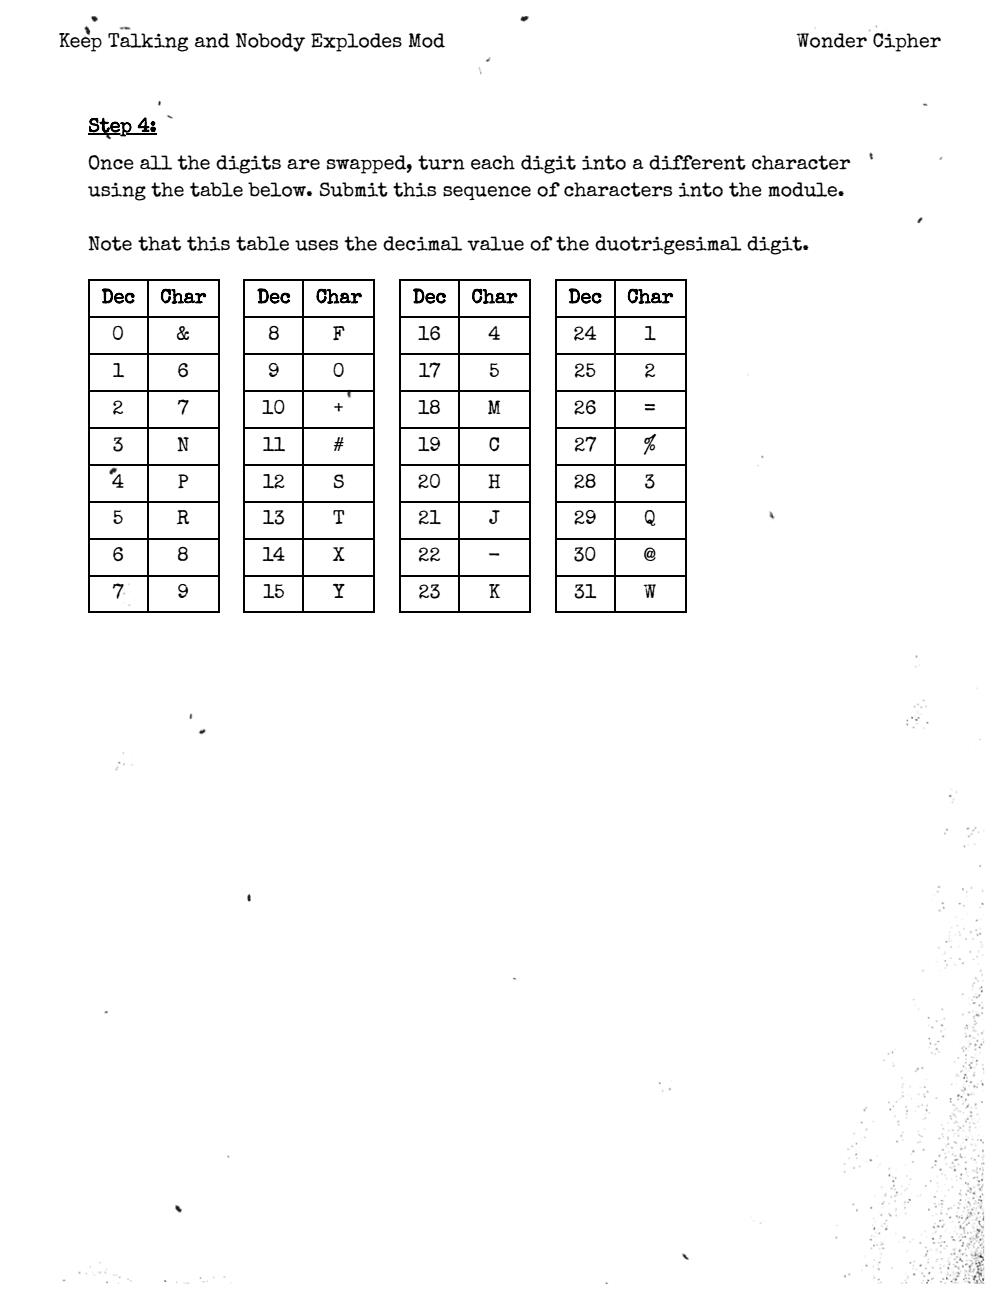 Keep Talking and Nobody Explodes Mod Wonder Cipher
Step 4:
Once all the digits are swapped, turn each digit into a different character
using the table below. Submit this sequence of characters into the module.
Note that this table uses the decimal value of the duotrigesimal digit.
Dec Char Dec Char Dec Char Dec Char
0 & 8 F 16 4 24 1
1 6 9 0 17 5 25 2
2 7 10 + 18 M 26 =
3 N 11 # 19 C 27 %
4 P 12 S 20 H 28 3
5 R 13 T 21 J 29 Q
6 8 14 X 22 - 30 @
7 9 15 Y 23 K 31 W